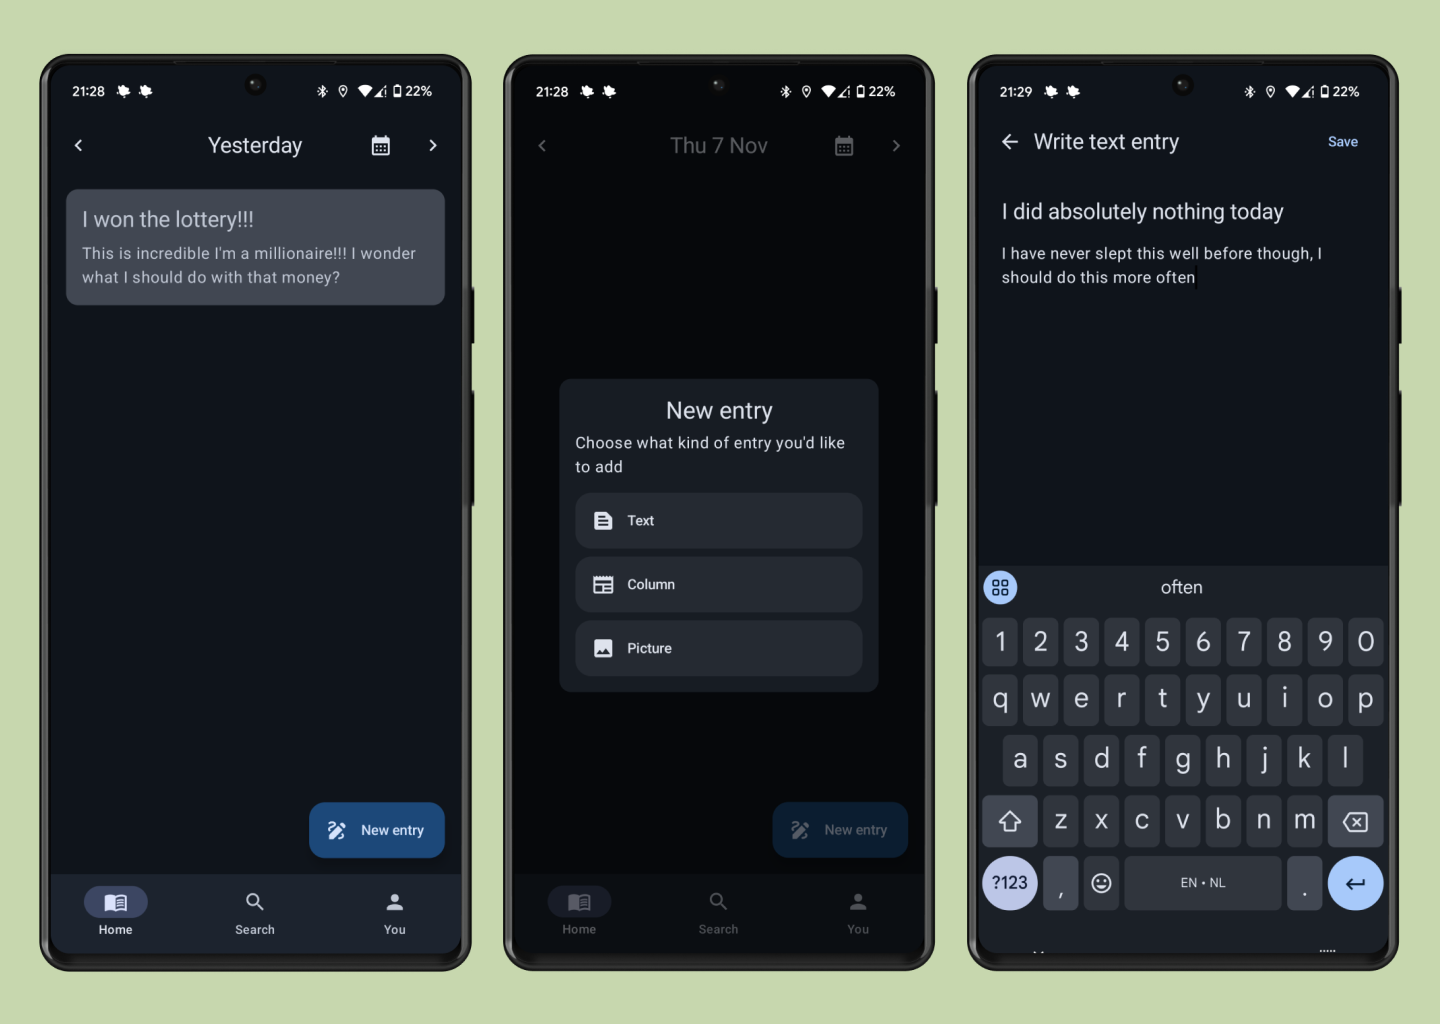 21:28
22%
Yesterday
I won the lottery!!!
This is incredible I'm a millionaire!!! I wonder
what I should do with that money?
New entry
Home
Search
You
21:28
22%
Thu 7 Nov
New entry
Choose what kind of entry you'd like
to add
Text
Column
Picture
New entry
Home
Search
You
21:29
22%
Write text entry
Save
I did absolutely nothing today
I have never slept this well before though, I
should do this more often
often
1 2 3 4 5 6 7 8 9 0
q w e r t y u i o p
a s d f g h j k l
z x c v b n m
?123 , EN • NL .